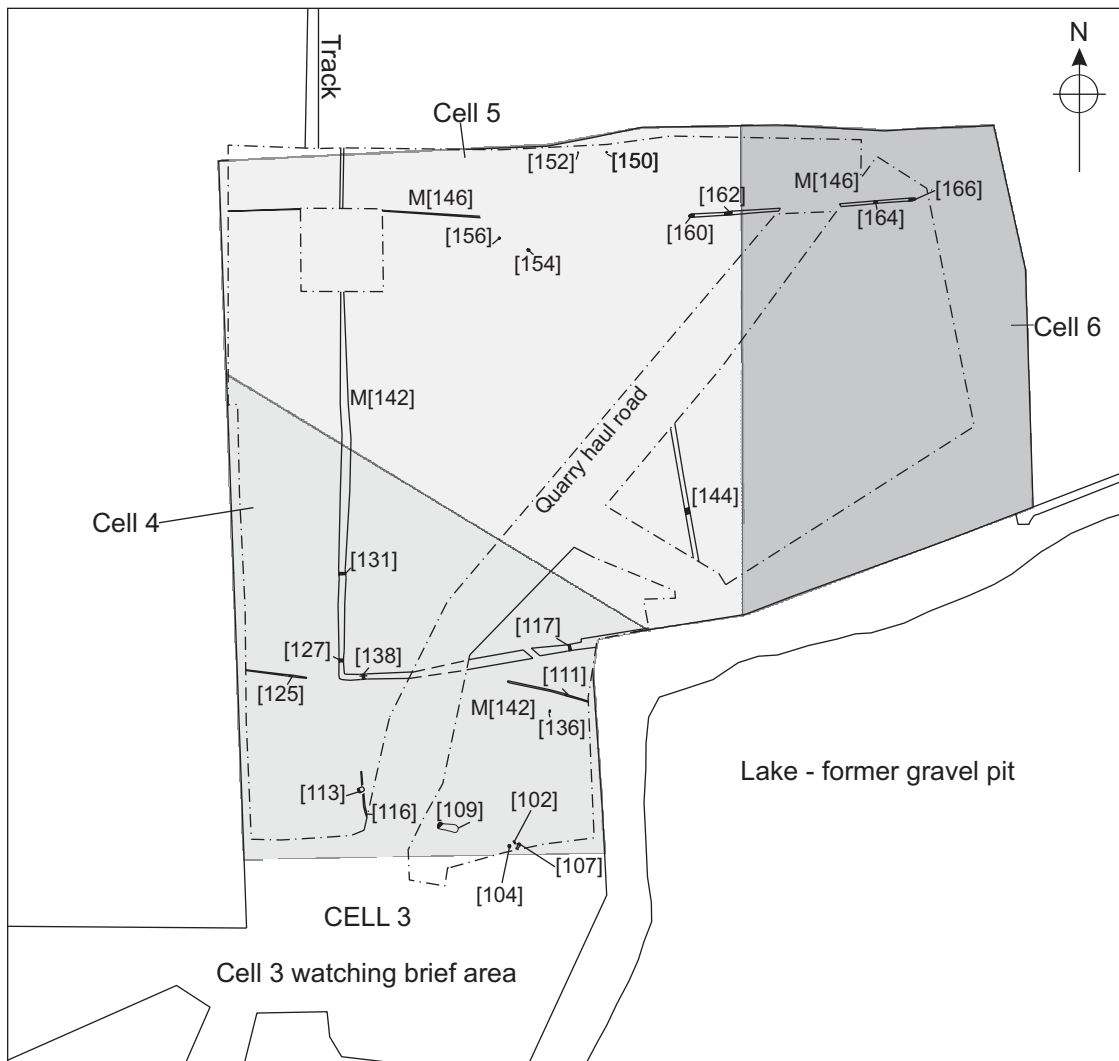 N
Track
Cell 5
[152]
[150]
M[146]
[162]
[166]
M[146]
[164]
[160]
[156]
[154]
Cell 6
M[142]
Quarry haul road
[144]
Cell 4
[131]
[117]
[127]
[138]
[111]
[125]
M[142]
[136]
Lake - former gravel pit
[113]
[116]
[109]
[102]
[107]
[104]
CELL 3
Cell 3 watching brief area